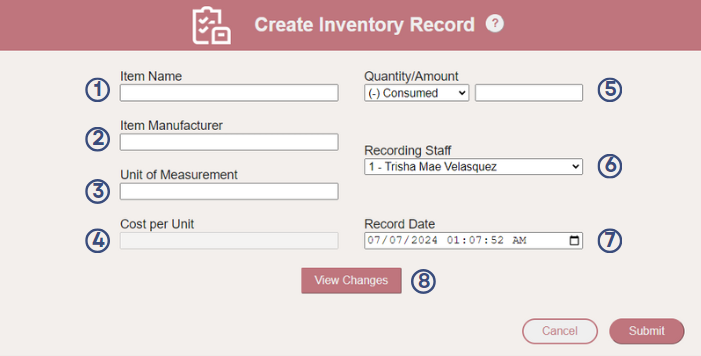 Create Inventory Record ?
Item Name
1
Item Manufacturer
2
Unit of Measurement
3
Cost per Unit
4
Quantity/Amount
(-) Consumed
5
Recording Staff
1 - Trisha Mae Velasquez
6
Record Date
07/07/2024 01:07:52 AM
7
View Changes
8
Cancel
Submit